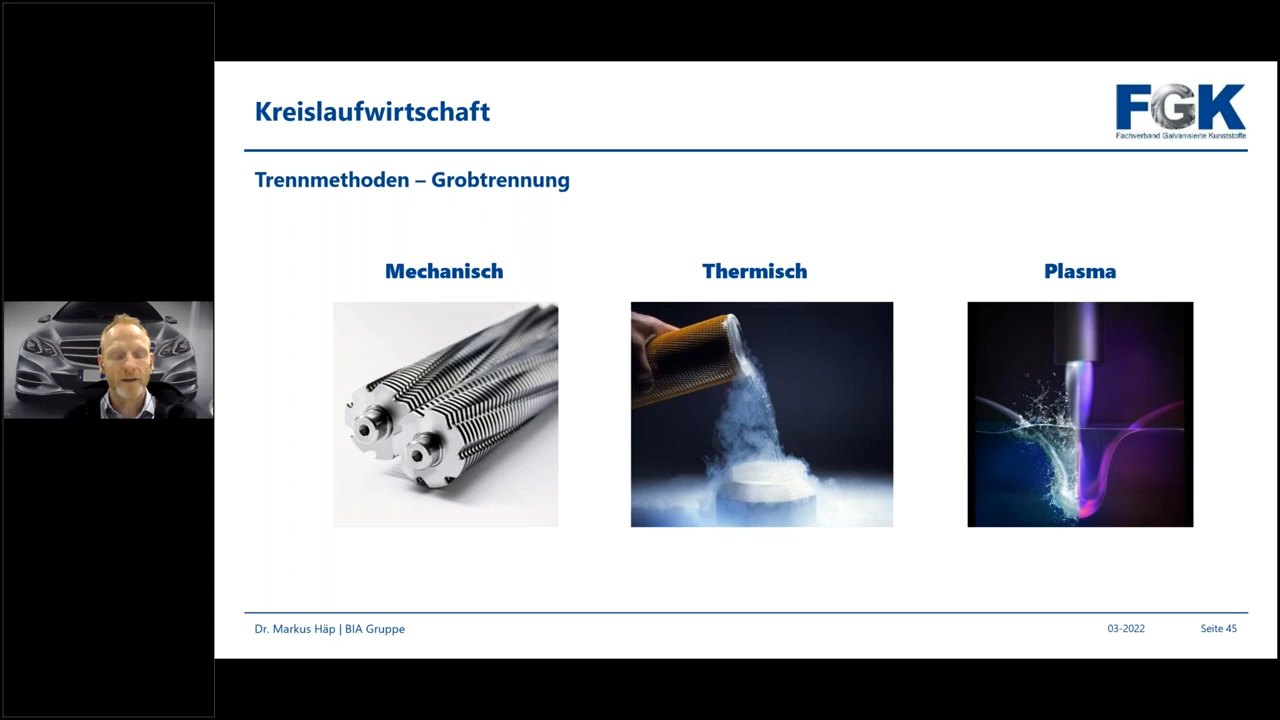 Kreislaufwirtschaft
FGK
Fachverband Galvanisierte Kunststoffe
Trennmethoden – Grobtrennung
Mechanisch
Thermisch
Plasma
Dr. Markus Häp | BIA Gruppe
03-2022
Seite 45